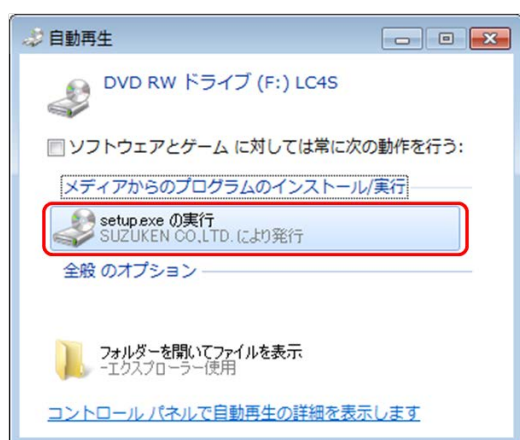 自動再生
DVD RW ドライブ (F:) LC4S
ソフトウェアとゲーム に対しては常に次の動作を行う:
メディアからのプログラムのインストール/実行
setup.exe の実行
SUZUKEN CO.,LTD. により発行
全般 のオプション
フォルダーを開いてファイルを表示
-エクスプローラー使用
コントロール パネルで自動再生の詳細を表示します